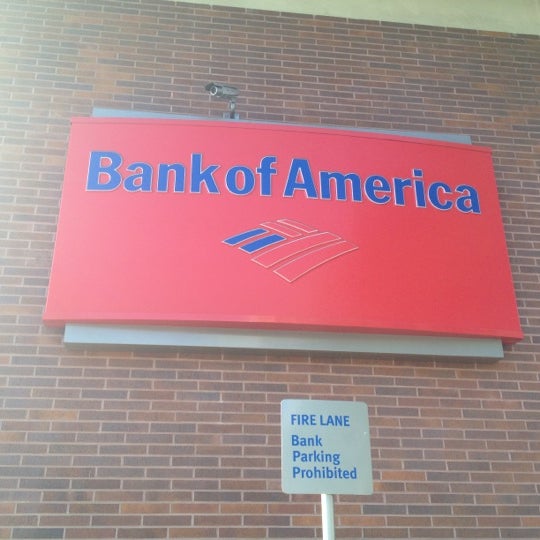 Bank of America
FIRE LANE
Bank
Parking
Prohibited